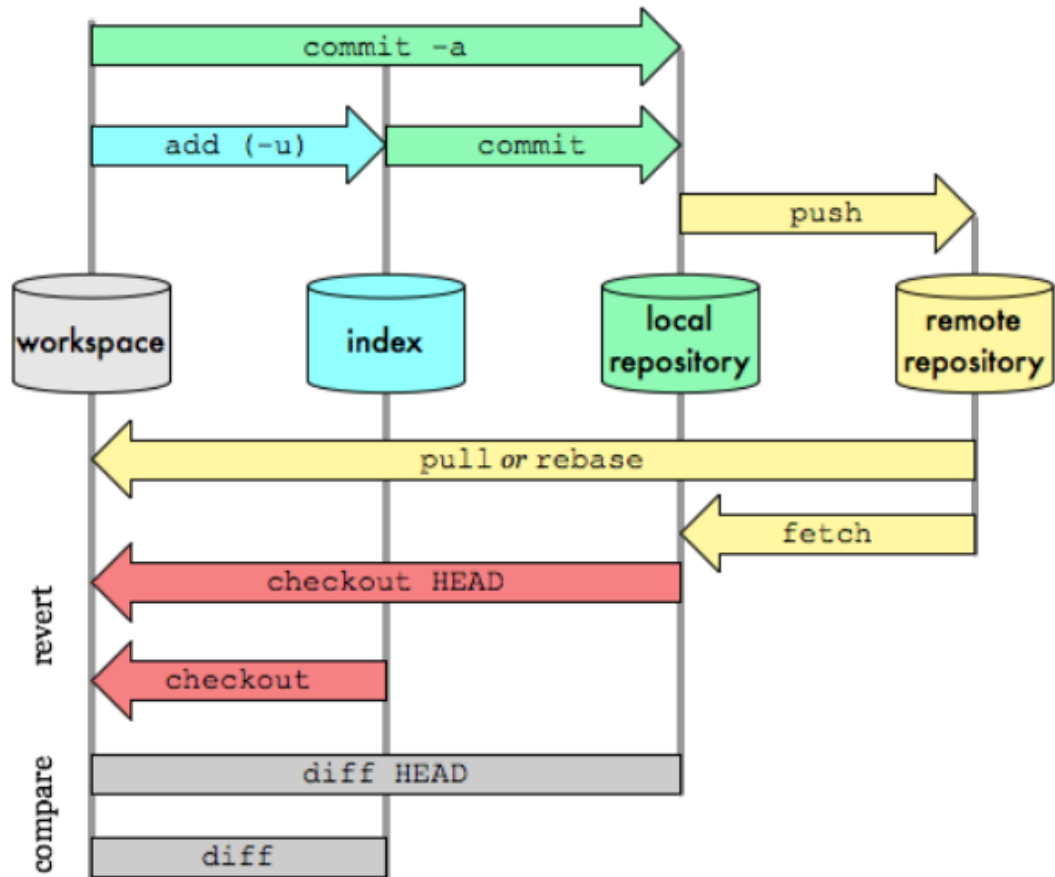 commit -a
add (-u)
commit
push
workspace
index
local
repository
remote
repository
pull or rebase
fetch
revert
checkout HEAD
checkout
compare
diff HEAD
diff